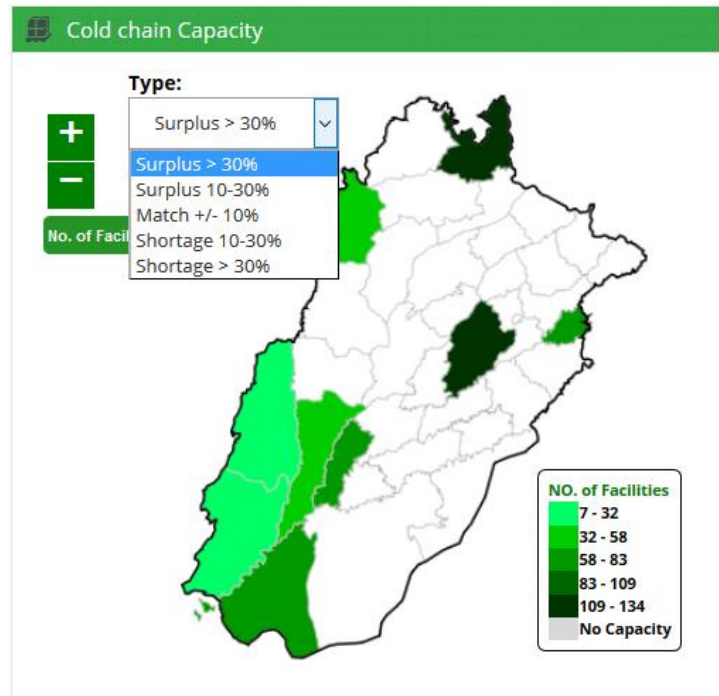 Cold chain Capacity
Type:
Surplus > 30%
Surplus > 30%
Surplus 10-30%
Match +/- 10%
Shortage 10-30%
Shortage > 30%
+
−
No. of
NO. of Facilities
7 - 32
32 - 58
58 - 83
83 - 109
109 - 134
No Capacity